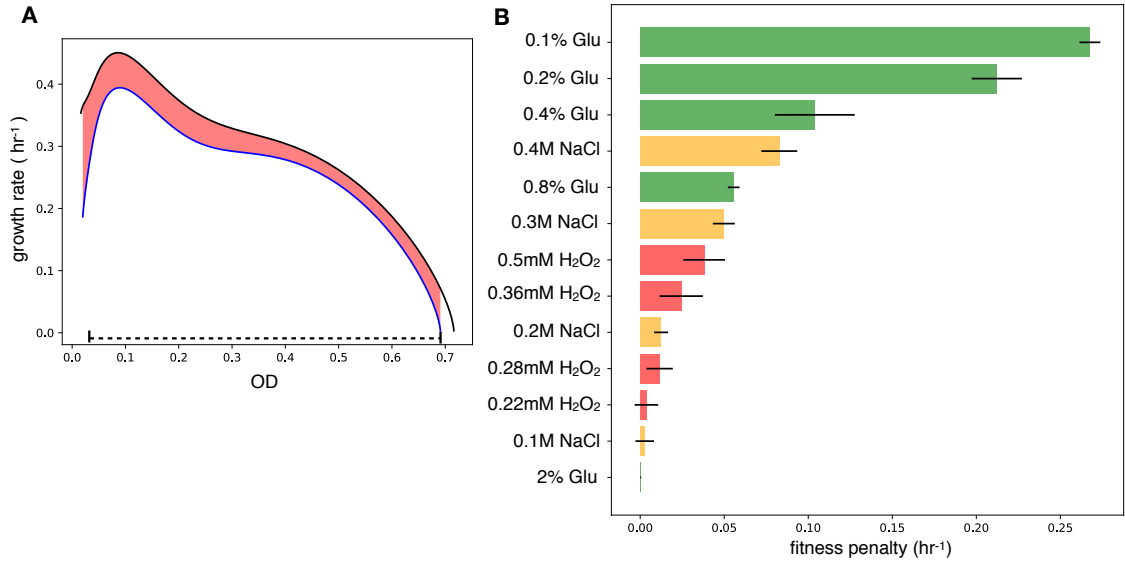 A
growth rate ( hr⁻¹)
0.4
0.3
0.2
0.1
0.0
0.0 0.1 0.2 0.3 0.4 0.5 0.6 0.7
OD
B
0.1% Glu
0.2% Glu
0.4% Glu
0.4M NaCl
0.8% Glu
0.3M NaCl
0.5mM H₂O₂
0.36mM H₂O₂
0.2M NaCl
0.28mM H₂O₂
0.22mM H₂O₂
0.1M NaCl
2% Glu
0.00 0.05 0.10 0.15 0.20 0.25
fitness penalty (hr⁻¹)